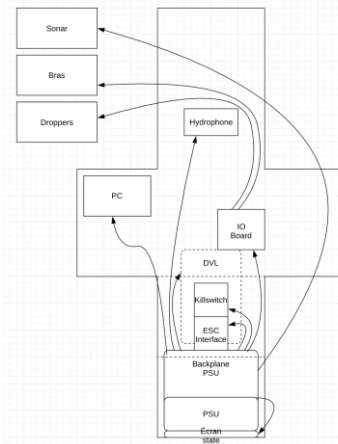 Sonar
Bras
Droppers
Hydrophone
PC
IO
Board
DVL
Killswitch
ESC
Interface
Backplane
PSU
PSU
Écran
state